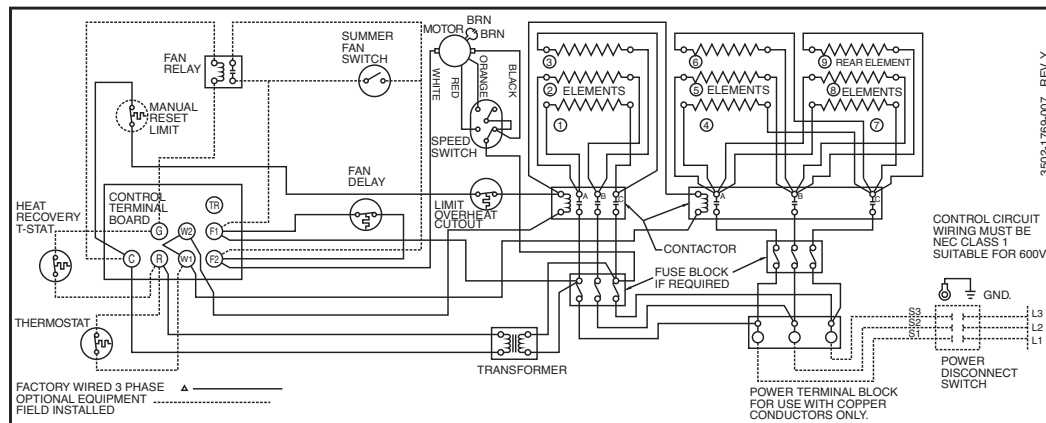 BRN
BRN
MOTOR
SUMMER
FAN
SWITCH
FAN
RELAY
WHITE
RED
ORANGE
BLACK
3
6
9 REAR ELEMENT
2 ELEMENTS
5 ELEMENTS
8 ELEMENTS
1
4
7
3502-1769-007 REV Y
MANUAL
RESET
LIMIT
SPEED
SWITCH
FAN
DELAY
LIMIT
OVERHEAT
CUTOUT
A
B
C
A
B
C
CONTROL
TERMINAL
BOARD
TR
G
W2
F1
C
R
W1
F2
HEAT
RECOVERY
T-STAT
CONTACTOR
CONTROL CIRCUIT
WIRING MUST BE
NEC CLASS 1
SUITABLE FOR 600V
FUSE BLOCK
IF REQUIRED
GND.
THERMOSTAT
TRANSFORMER
S3
S2
S1
L3
L2
L1
POWER
DISCONNECT
SWITCH
FACTORY WIRED 3 PHASE Δ
OPTIONAL EQUIPMENT
FIELD INSTALLED
POWER TERMINAL BLOCK
FOR USE WITH COPPER
CONDUCTORS ONLY.